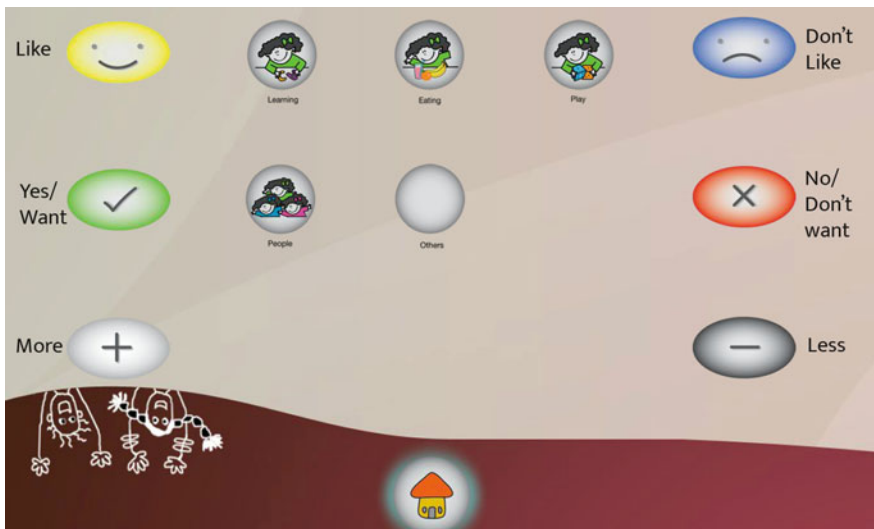 Like
Learning
Eating
Play
Don't
Like
Yes/
Want
People
Others
No/
Don't
want
More
Less